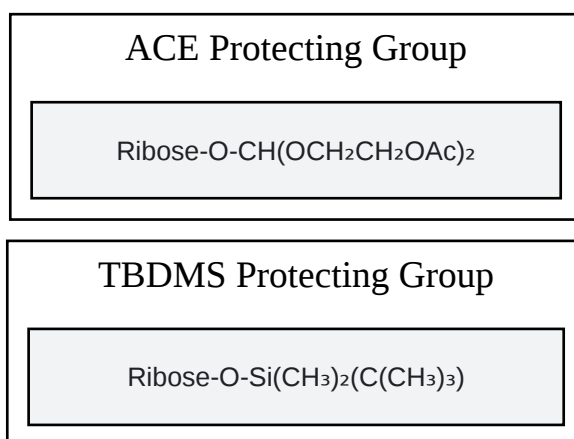 ACE Protecting Group
Ribose-O-CH(OCH₂CH₂OAc)₂
TBDMS Protecting Group
Ribose-O-Si(CH₃)₂(C(CH₃)₃)